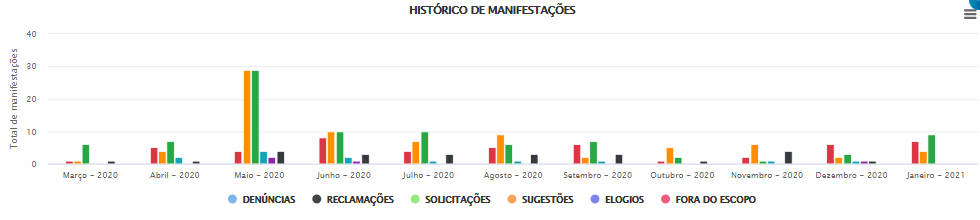 HISTÓRICO DE MANIFESTAÇÕES
Total de manifestações
40
30
20
10
0
Março - 2020 Abril - 2020 Maio - 2020 Junho - 2020 Julho - 2020 Agosto - 2020 Setembro - 2020 Outubro - 2020 Novembro - 2020 Dezembro - 2020 Janeiro - 2021
DENÚNCIAS RECLAMAÇÕES SOLICITAÇÕES SUGESTÕES ELOGIOS FORA DO ESCOPO